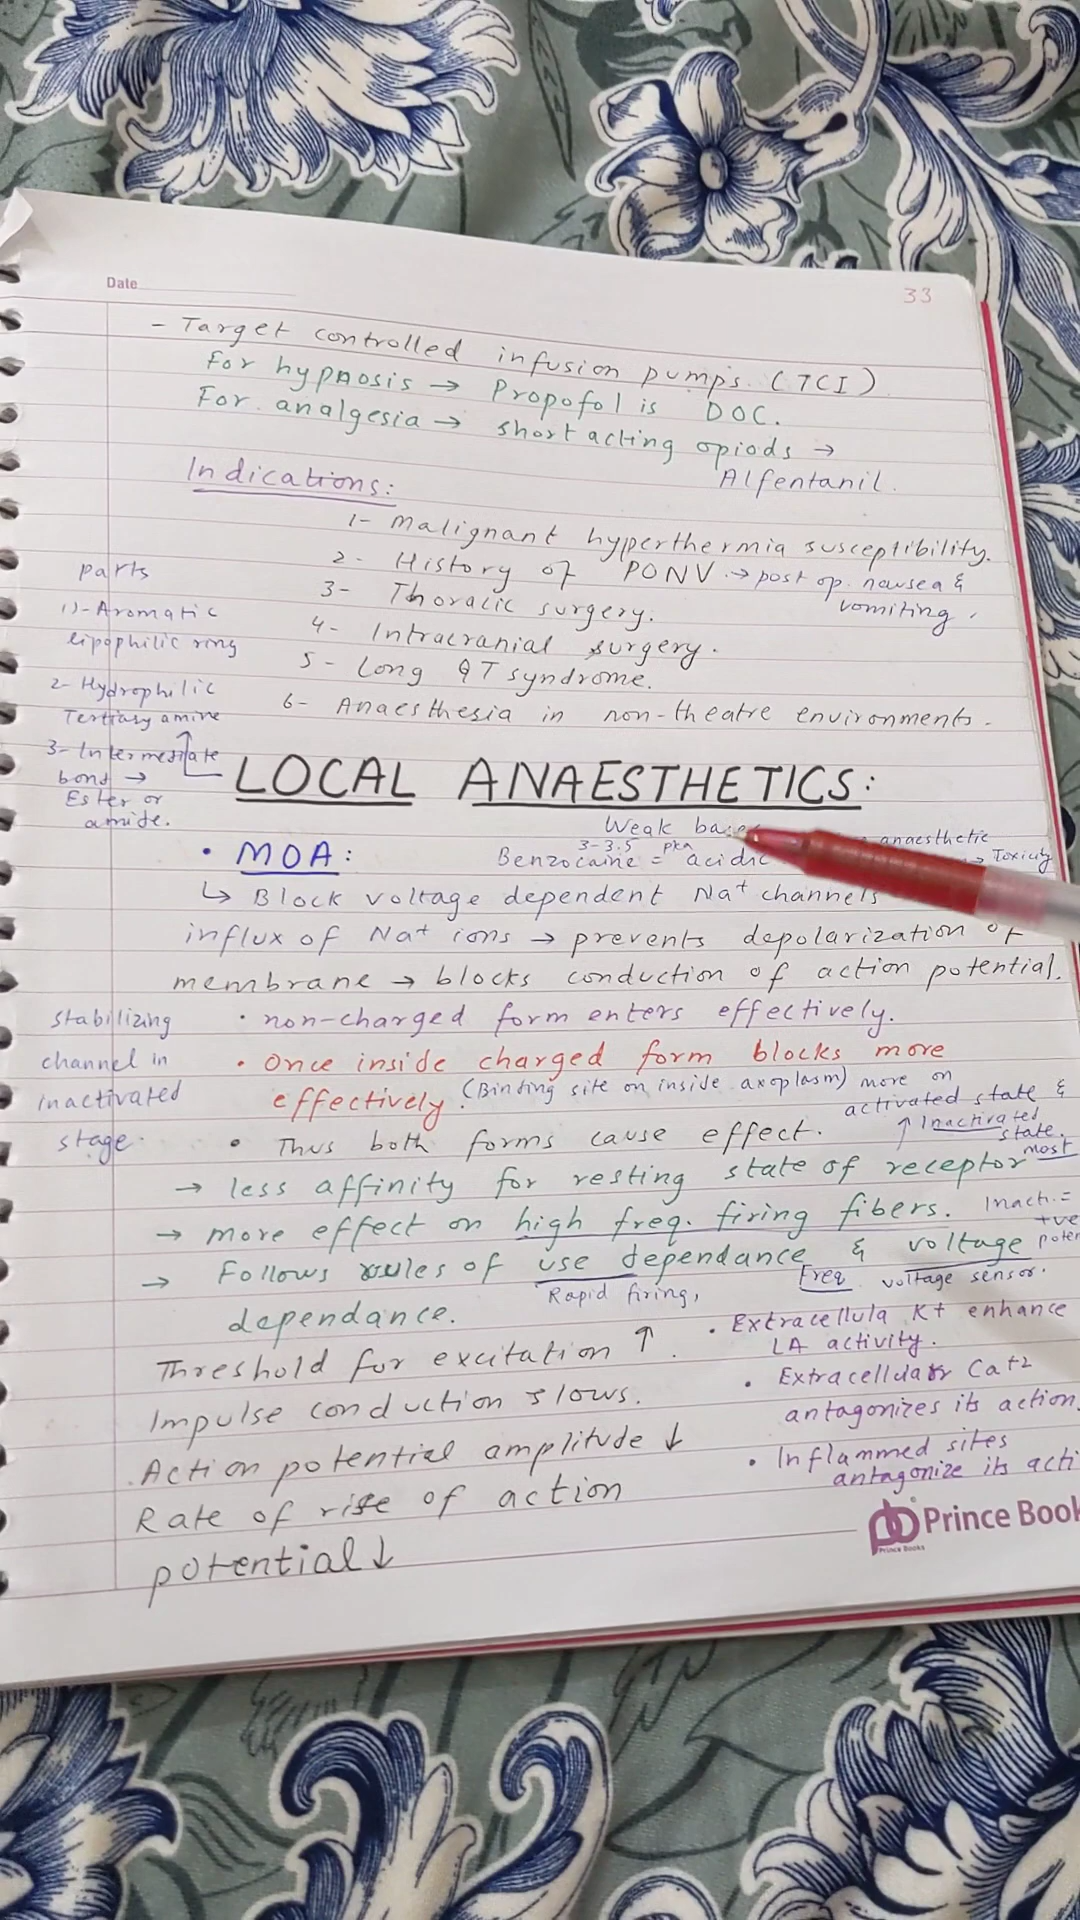 Date
33
- Target controlled infusion pumps. (TCI)
For hypnosis → Propofol is DOC.
For analgesia → short acting opiods →
Alfentanil.
Indications:
1- Malignant hyperthermia susceptibility.
2- History of PONV. → post op. nausea &
vomiting.
3- Thoracic surgery.
4- Intracranial surgery.
5- Long QT syndrome.
6- Anaesthesia in non-theatre environments.
parts
1)- Aromatic
lipophilic ring
2- Hydrophilic
Tertiary amine
3- Intermediate
bond →
Ester or
amide.
LOCAL ANAESTHETICS:
Weak
anaesthetic
3-3.5 pka
• MOA: Benzocaine = acidic → Toxicity
↳ Block voltage dependent Na+ channels
influx of Na+ ions → prevents depolarization of
membrane → blocks conduction of action potential.
• non-charged form enters effectively.
• Once inside charged form blocks more
effectively. (Binding site on inside axoplasm) more on
activated state &
↑ Inactivated
state.
most
stabilizing
channel in
inactivated
stage.
• Thus both forms cause effect.
→ less affinity for resting state of receptor
→ more effect on high freq. firing fibers.
Inact. =
+ve
→ Follows rules of use dependance & voltage
Rapid firing, Freq voltage sensor.
dependance.
Threshold for excitation ↑.
Impulse conduction slows.
Action potential amplitude ↓
Rate of rise of action
potential ↓
• Extracellula K+ enhance
LA activity.
• Extracellular Ca+2
antagonizes its action.
• Inflammed sites
antagonize its acti
Prince Book
Prince Books